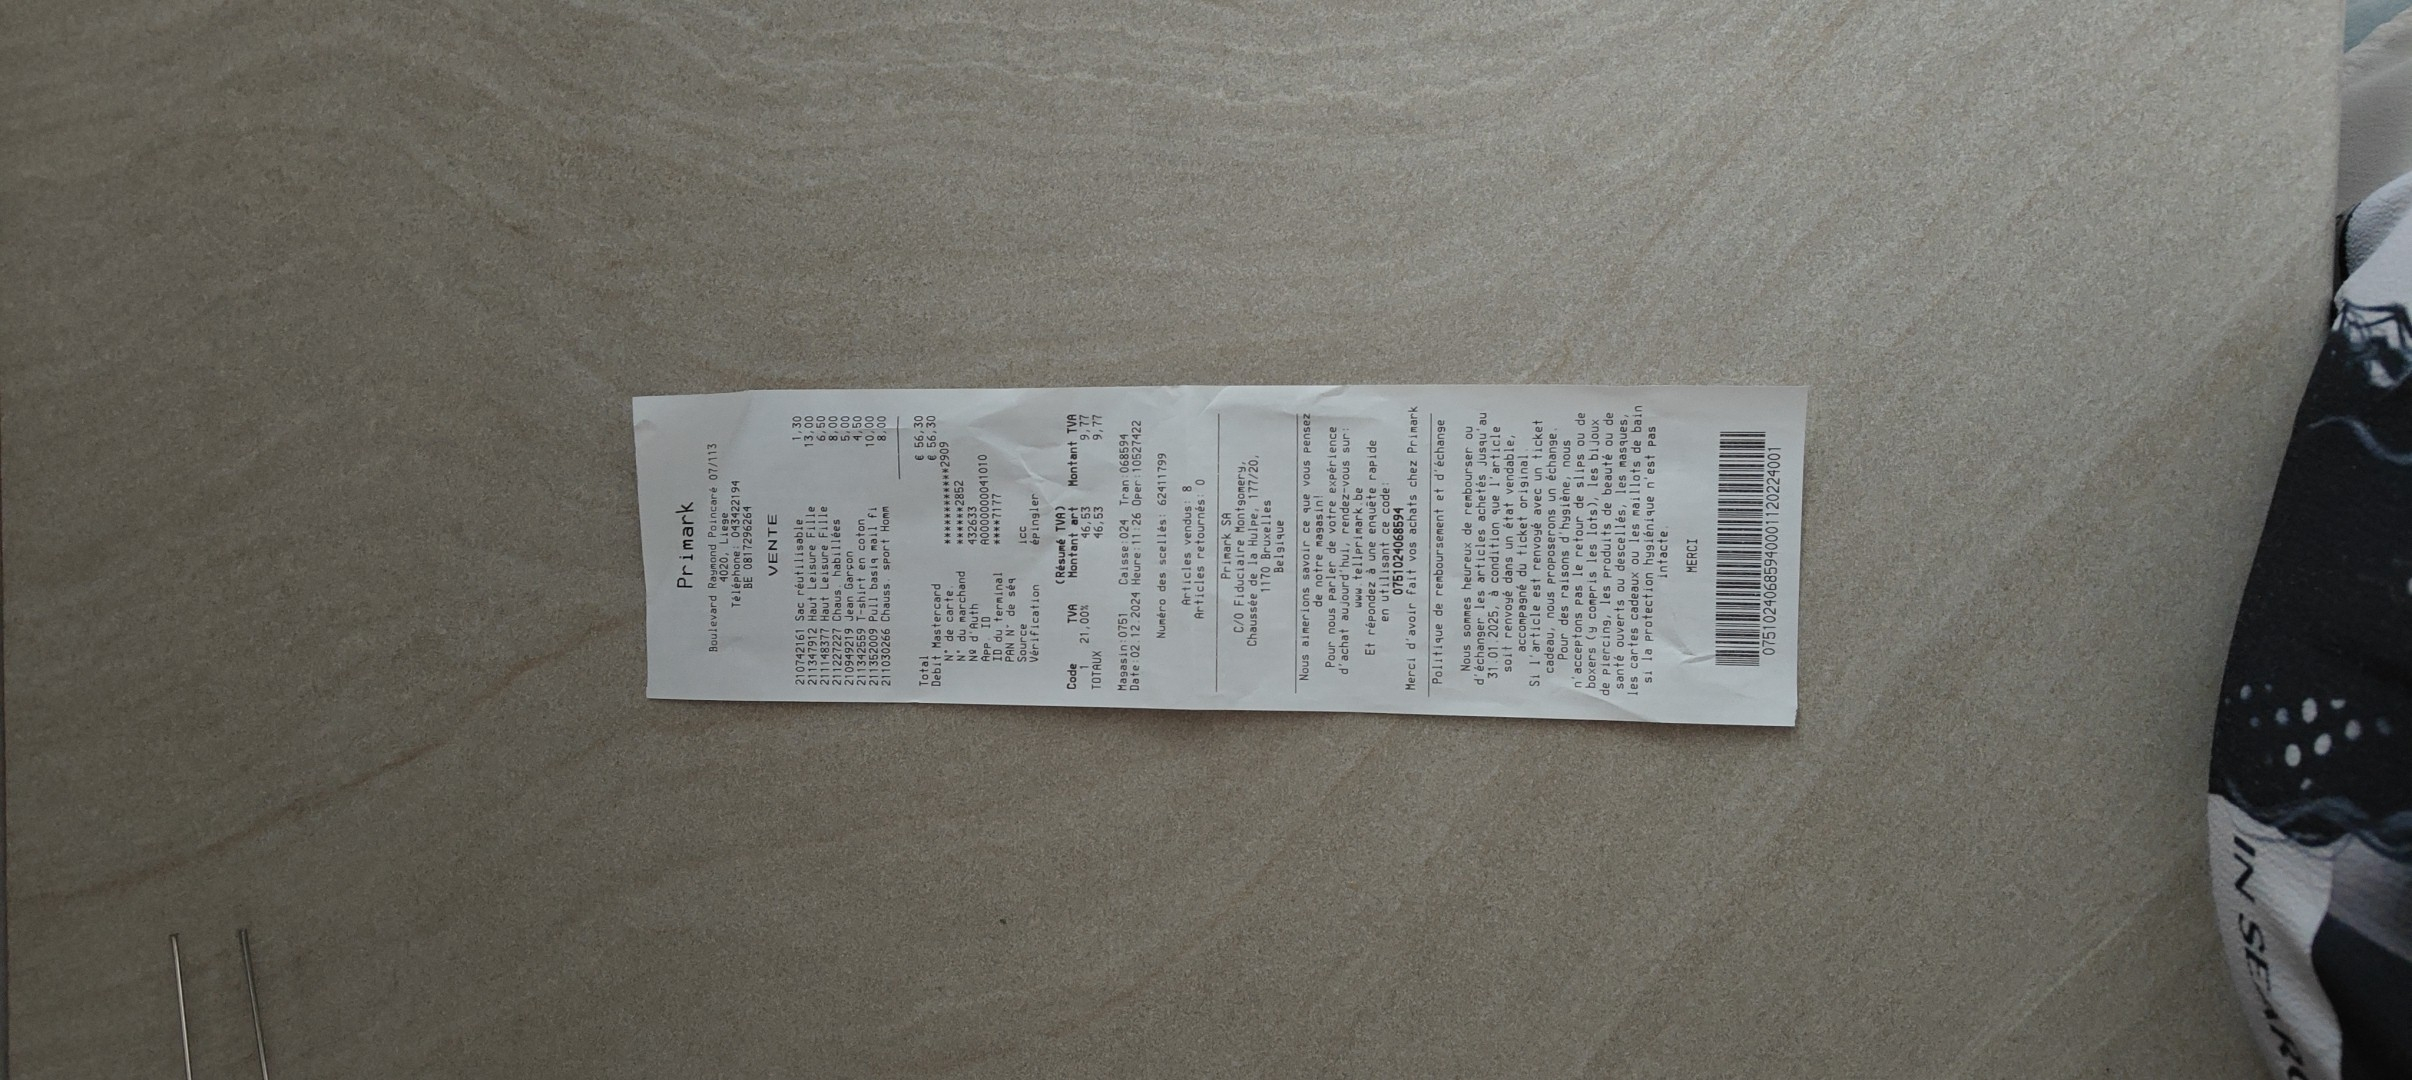 Primark
Boulevard Raymond Poincaré 07/113
4020, Liege
Téléphone: 043422194
BE 0817296264
VENTE
210742161 Sac réutilisable 1,30
211347912 Haut Leisure Fille 13,00
211148377 Haut Leisure Fille 6,50
211227227 Chaus. habillées 8,00
210949219 Jean Garçon 5,00
211342559 T-shirt en coton 4,50
211352009 Pull basiq mail fi 10,00
211030266 Chauss. sport Homm 8,00
Total € 56,30
Debit Mastercard € 56,30
N° de carte. ***************2909
N° du marchand ******2852
Nº d'Auth 432633
App. ID A0000000041010
ID du terminal ****7177
PAN N° de séq
Source icc
Vérification épingler
(Résumé TVA)
Code TVA Montant art Montant TVA
1 21,00% 46,53 9,77
TOTAUX 46,53 9,77
Magasin:0751 Caisse:024 Tran:068594
Date:02.12.2024 Heure:11:26 Oper:10527422
Numéro des scellés: 62411799
Articles vendus: 8
Articles retournés: 0
Primark SA
C/O Fiduciaire Montgomery,
Chaussée de la Hulpe, 177/20,
1170 Bruxelles
Belgique
Nous aimerions savoir ce que vous pensez
de notre magasin!
Pour nous parler de votre expérience
d'achat aujourd'hui, rendez-vous sur:
www.tellprimark.be
Et répondez à une enquête rapide
en utilisant ce code:
0751024068594
Merci d'avoir fait vos achats chez Primark
Politique de remboursement et d'échange
Nous sommes heureux de rembourser ou
d'échanger les articles achetés jusqu'au
31.01.2025, à condition que l'article
soit renvoyé dans un état vendable,
accompagné du ticket original.
Si l'article est renvoyé avec un ticket
cadeau, nous proposerons un échange.
Pour des raisons d'hygiène, nous
n'acceptons pas le retour de slips ou de
boxers (y compris les lots), les bijoux
de piercing, les produits de beauté ou de
santé ouverts ou descellés, les masques,
les cartes cadeaux ou les maillots de bain
si la protection hygiénique n'est pas
intacte.
MERCI
07510240685940001120224001
IN SEARC